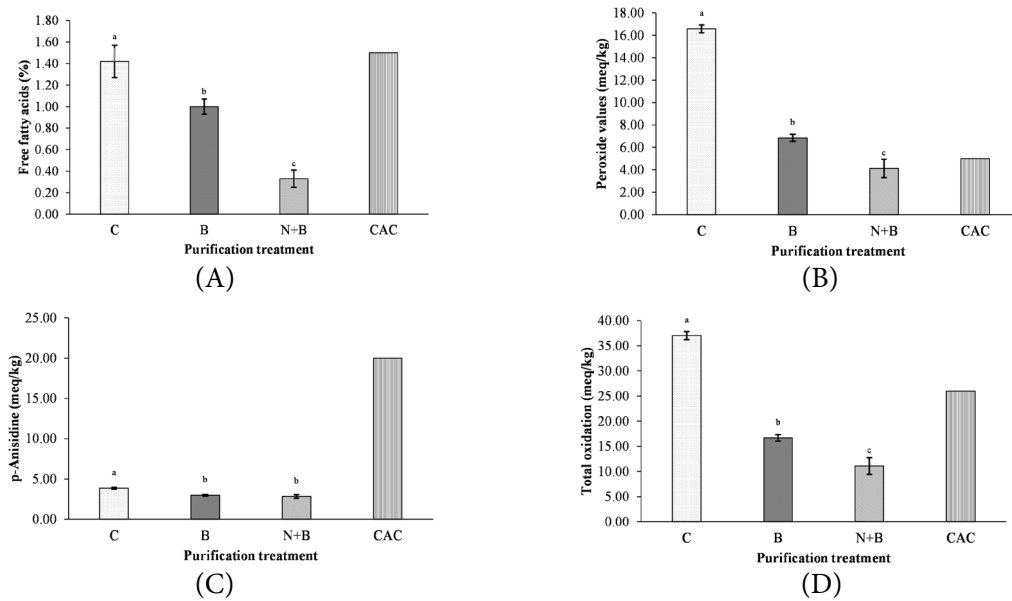 1.80
1.60
1.40
1.20
1.00
0.80
0.60
0.40
0.20
0.00
Free fatty acids (%)
a
b
c
C B N+B CAC
Purification treatment
(A)
18.00
16.00
14.00
12.00
10.00
8.00
6.00
4.00
2.00
0.00
Peroxide values (meq/kg)
a
b
c
C B N+B CAC
Purification treatment
(B)
25.00
20.00
15.00
10.00
5.00
0.00
p-Anisidine (meq/kg)
a
b b
C B N+B CAC
Purification treatment
(C)
40.00
35.00
30.00
25.00
20.00
15.00
10.00
5.00
0.00
Total oxidation (meq/kg)
a
b
c
C B N+B CAC
Purification treatment
(D)